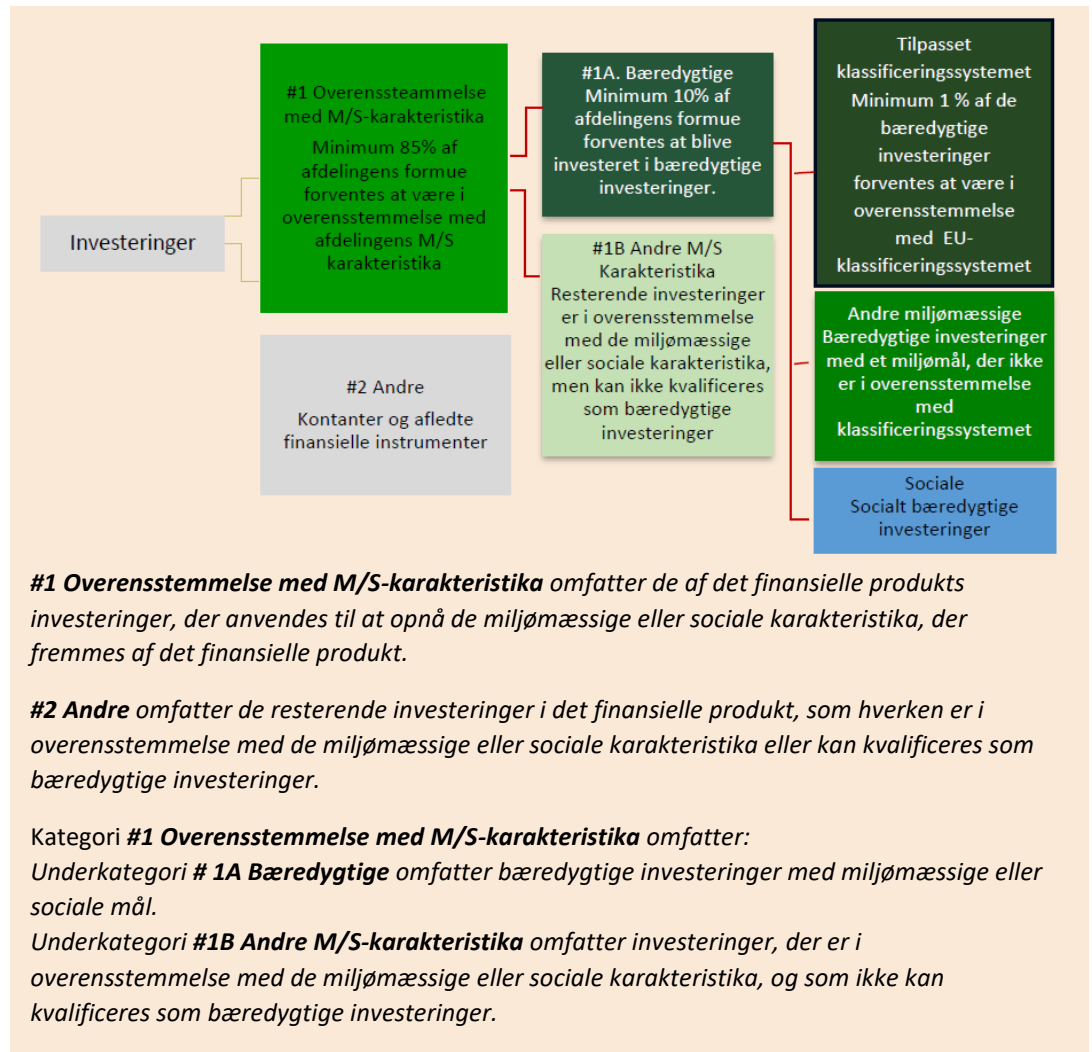 Investeringer
#1 Overenssteammelse
med M/S-karakteristika
Minimum 85% af
afdelingens formue
forventes at være i
overensstemmelse med
afdelingens M/S
karakteristika
#2 Andre
Kontanter og afledte
finansielle instrumenter
#1A. Bæredygtige
Minimum 10% af
afdelingens formue
forventes at blive
investeret i bæredygtige
investeringer.
#1B Andre M/S
Karakteristika
Resterende investeringer
er i overensstemmelse
med de miljømæssige
eller sociale karakteristika,
men kan ikke kvalificeres
som bæredygtige
investeringer
Tilpasset
klassificeringssystemet
Minimum 1 % af de
bæredygtige
investeringer
forventes at være i
overensstemmelse
med EU-
klassificeringssystemet
Andre miljømæssige
Bæredygtige investeringer
med et miljømål, der ikke
er i overensstemmelse
med
klassificeringssystemet
Sociale
Socialt bæredygtige
investeringer
#1 Overensstemmelse med M/S-karakteristika omfatter de af det finansielle produkts
investeringer, der anvendes til at opnå de miljømæssige eller sociale karakteristika, der
fremmes af det finansielle produkt.
#2 Andre omfatter de resterende investeringer i det finansielle produkt, som hverken er i
overensstemmelse med de miljømæssige eller sociale karakteristika eller kan kvalificeres som
bæredygtige investeringer.
Kategori #1 Overensstemmelse med M/S-karakteristika omfatter:
Underkategori # 1A Bæredygtige omfatter bæredygtige investeringer med miljømæssige eller
sociale mål.
Underkategori #1B Andre M/S-karakteristika omfatter investeringer, der er i
overensstemmelse med de miljømæssige eller sociale karakteristika, og som ikke kan
kvalificeres som bæredygtige investeringer.